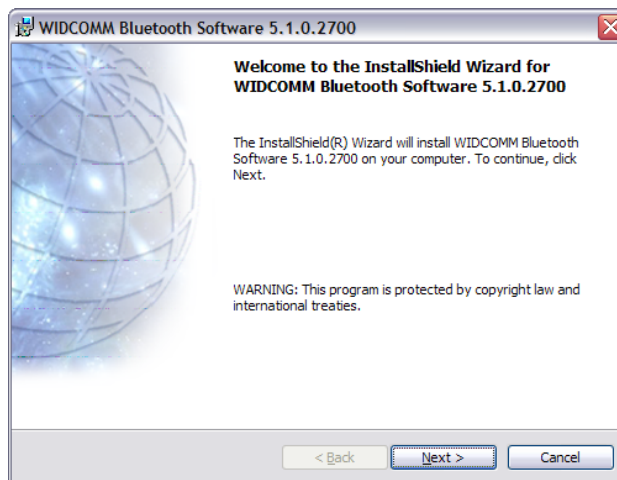 WIDCOMM Bluetooth Software 5.1.0.2700
Welcome to the InstallShield Wizard for
WIDCOMM Bluetooth Software 5.1.0.2700
The InstallShield(R) Wizard will install WIDCOMM Bluetooth
Software 5.1.0.2700 on your computer. To continue, click
Next.
WARNING: This program is protected by copyright law and
international treaties.
< Back Next > Cancel